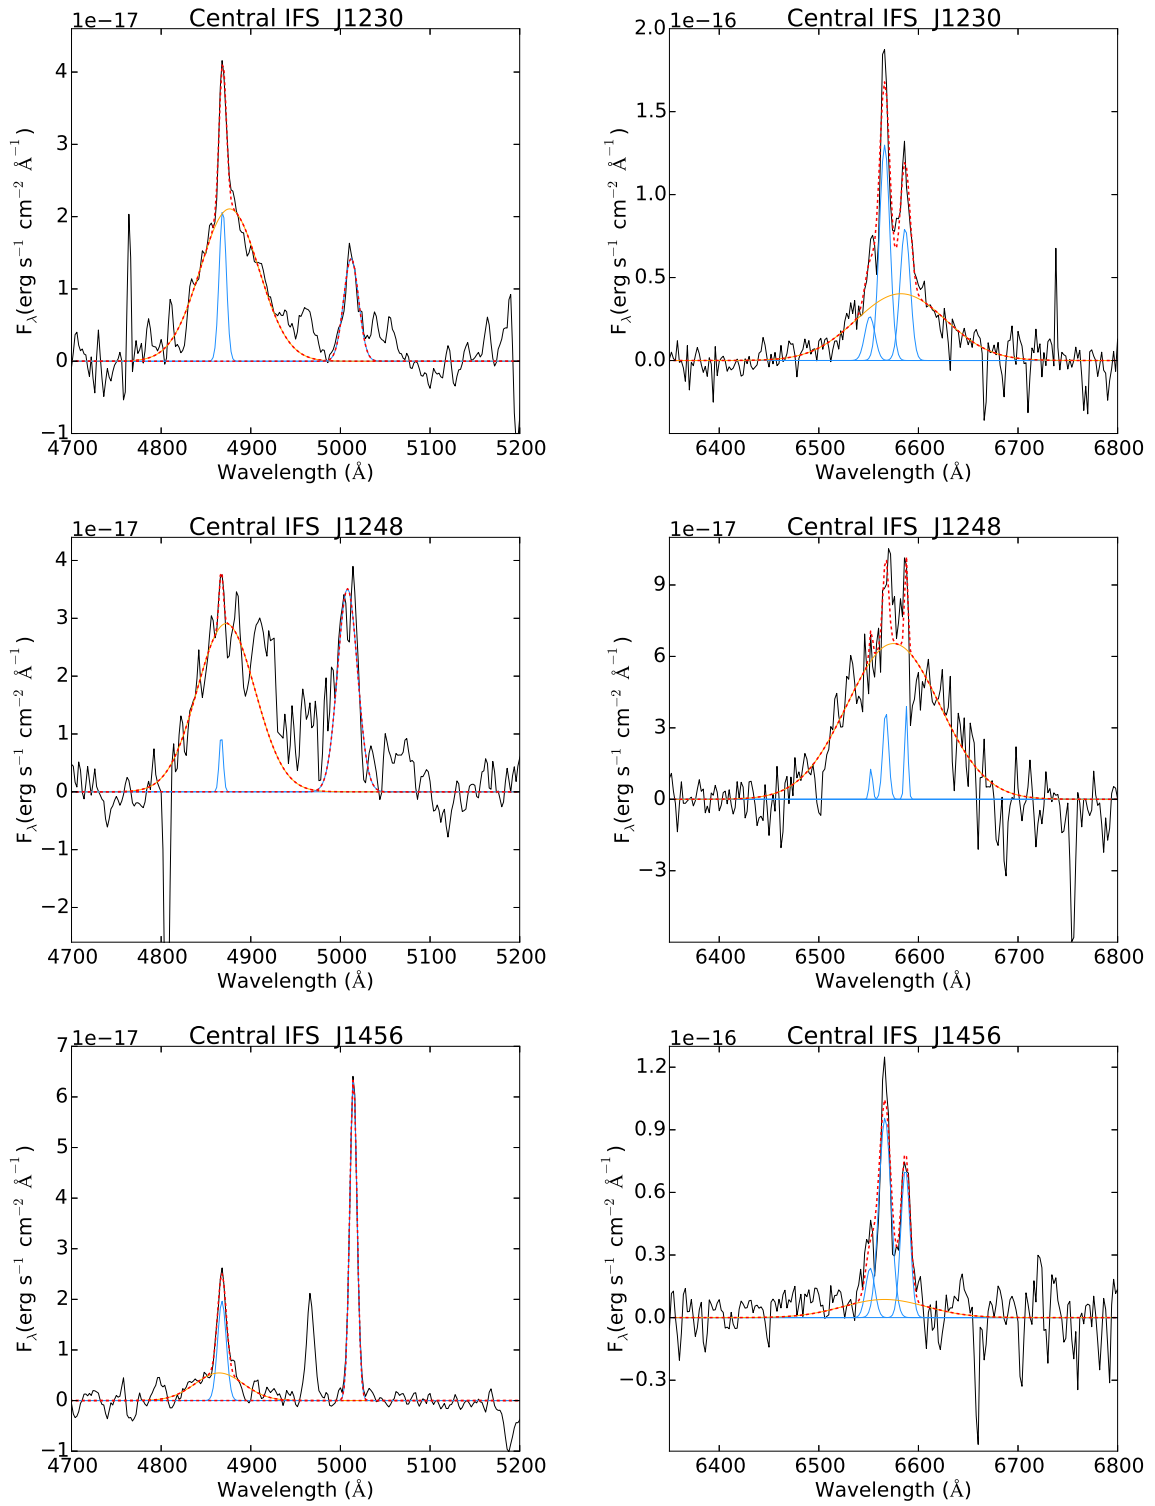 1e−17 Central IFS J1230
4
3
2
1
0
−1
4700 4800 4900 5000 5100 5200
Wavelength (Å)
Fλ(erg s⁻¹ cm⁻² Å⁻¹)
1e−16 Central IFS J1230
2.0
1.5
1.0
0.5
0.0
6400 6500 6600 6700 6800
Wavelength (Å)
Fλ(erg s⁻¹ cm⁻² Å⁻¹)
1e−17 Central IFS J1248
4
3
2
1
0
−1
−2
4700 4800 4900 5000 5100 5200
Wavelength (Å)
Fλ(erg s⁻¹ cm⁻² Å⁻¹)
1e−17 Central IFS J1248
9
6
3
0
−3
6400 6500 6600 6700 6800
Wavelength (Å)
Fλ(erg s⁻¹ cm⁻² Å⁻¹)
1e−17 Central IFS J1456
7
6
5
4
3
2
1
0
−1
4700 4800 4900 5000 5100 5200
Wavelength (Å)
Fλ(erg s⁻¹ cm⁻² Å⁻¹)
1e−16 Central IFS J1456
1.2
0.9
0.6
0.3
0.0
−0.3
6400 6500 6600 6700 6800
Wavelength (Å)
Fλ(erg s⁻¹ cm⁻² Å⁻¹)